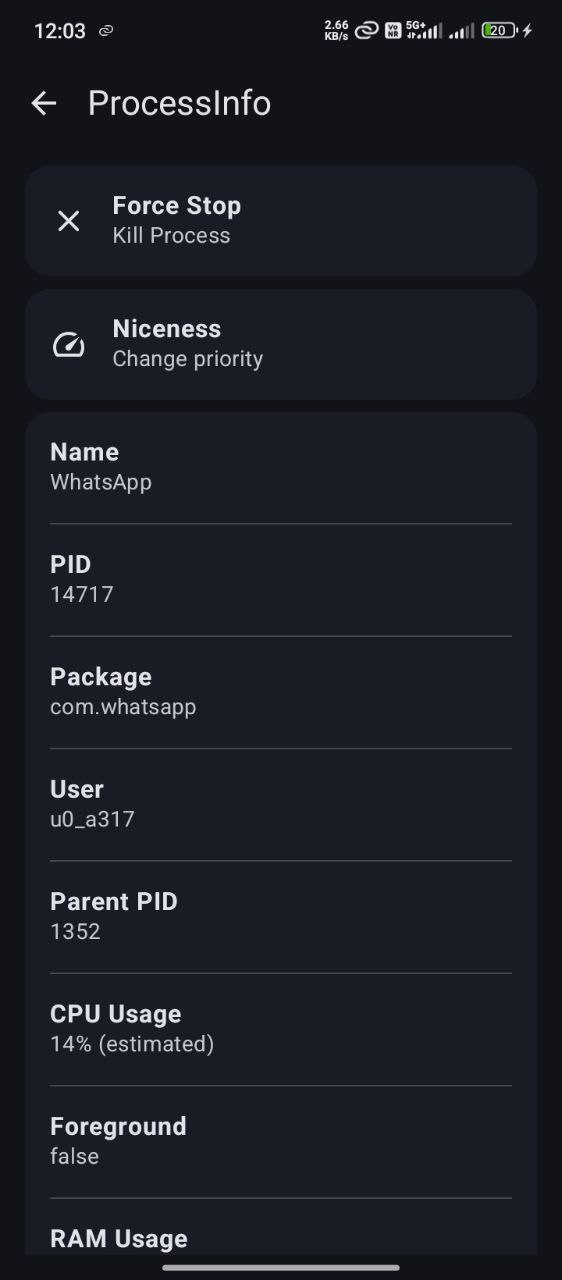 12:03
2.66
KB/s
Vo
NR
5G+
20
ProcessInfo
Force Stop
Kill Process
Niceness
Change priority
Name
WhatsApp
PID
14717
Package
com.whatsapp
User
u0_a317
Parent PID
1352
CPU Usage
14% (estimated)
Foreground
false
RAM Usage